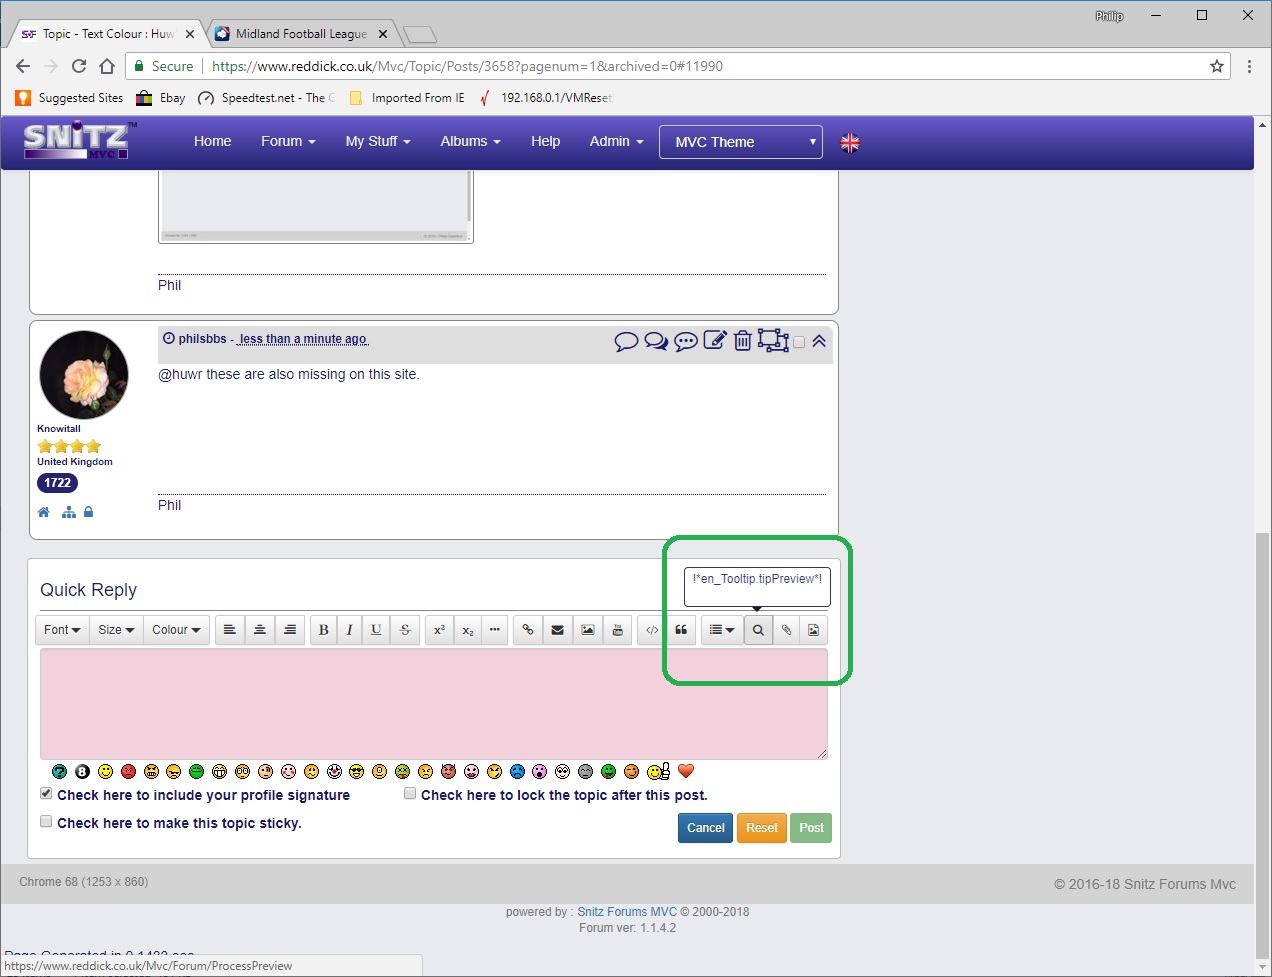 Philip
SMF Topic - Text Colour : Huw
Midland Football League
Secure https://www.reddick.co.uk/Mvc/Topic/Posts/3658?pagenum=1&archived=0#11990
Suggested Sites Ebay Speedtest.net - The G Imported From IE 192.168.0.1/VMReset
SNITZ™ MVC
Home Forum My Stuff Albums Help Admin MVC Theme
Phil
philsbbs - less than a minute ago
@huwr these are also missing on this site.
Knowitall
United Kingdom
1722
Phil
!*en_Tooltip.tipPreview*!
Quick Reply
Font Size Colour B I U S x² x₂ ••• </>
8
Check here to include your profile signature Check here to lock the topic after this post.
Check here to make this topic sticky.
Cancel Reset Post
Chrome 68 (1253 x 860) © 2016-18 Snitz Forums Mvc
powered by : Snitz Forums MVC © 2000-2018
Forum ver: 1.1.4.2
https://www.reddick.co.uk/Mvc/Forum/ProcessPreview